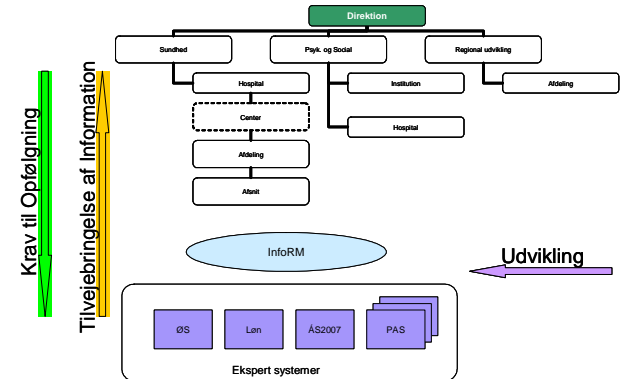 Direktion
Sundhed
Psyk. og Social
Regional udvikling
Hospital
Institution
Afdeling
Center
Hospital
Afdeling
Afsnit
Krav til Opfølgning
Tilvejebringelse af Information
InfoRM
Udvikling
ØS
Løn
ÅS2007
PAS
Ekspert systemer